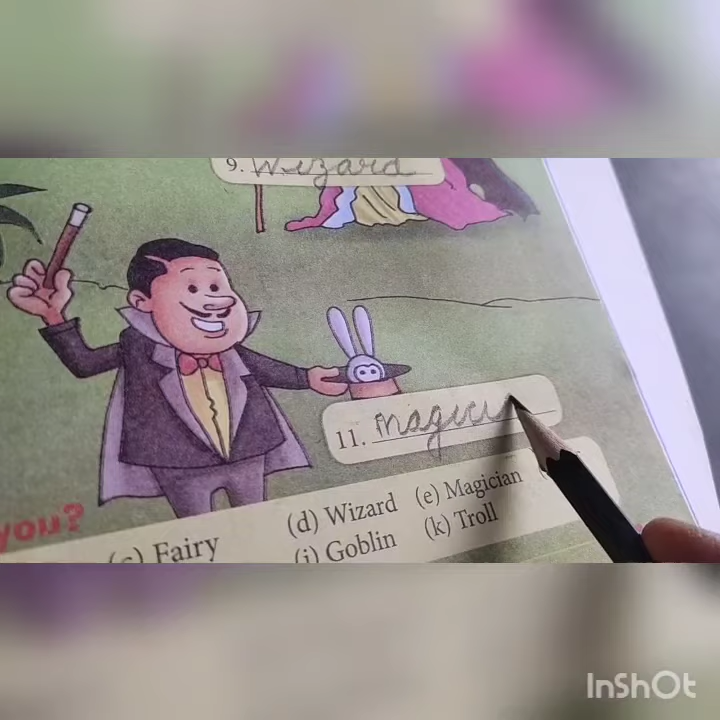 9. Wizard
11. Magici
you?
(c) Fairy (d) Wizard (e) Magician
(i) Goblin (k) Troll
InShOt